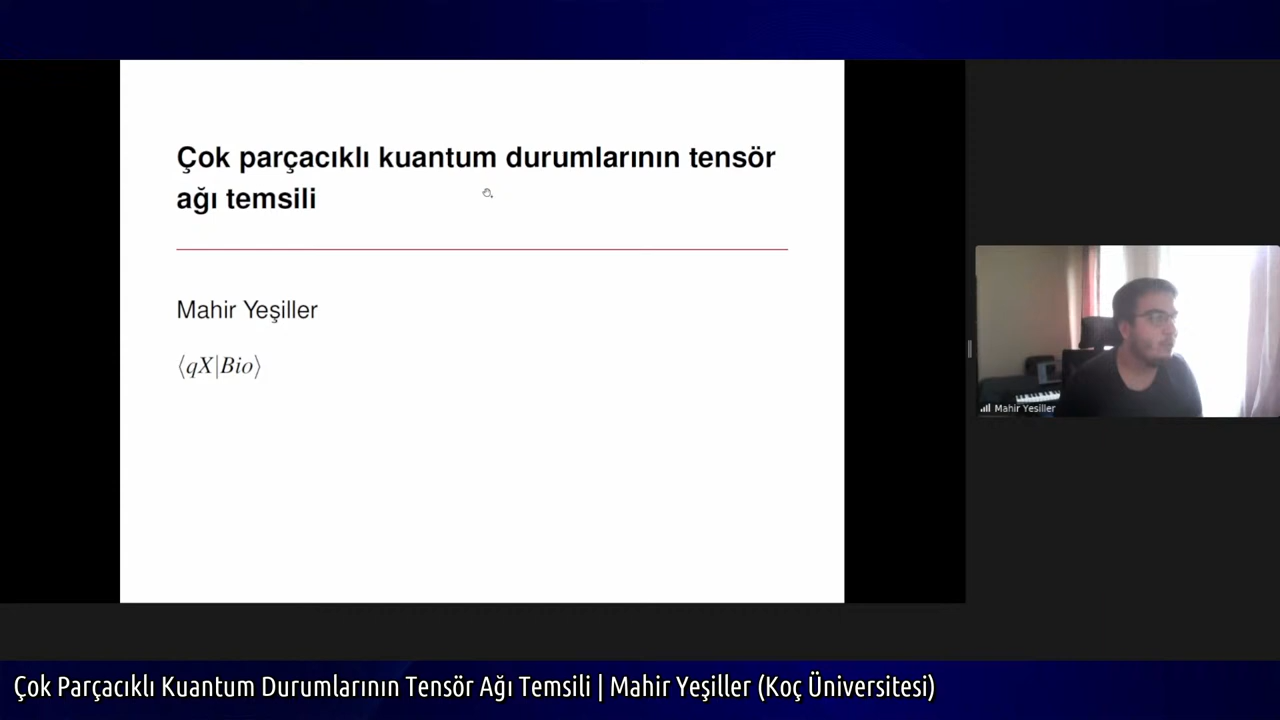 Çok parçacıklı kuantum durumlarının tensör
ağı temsili
Mahir Yeşiller
⟨qX|Bio⟩
Mahir Yesiller
Çok Parçacıklı Kuantum Durumlarının Tensör Ağı Temsili | Mahir Yeşiller (Koç Üniversitesi)